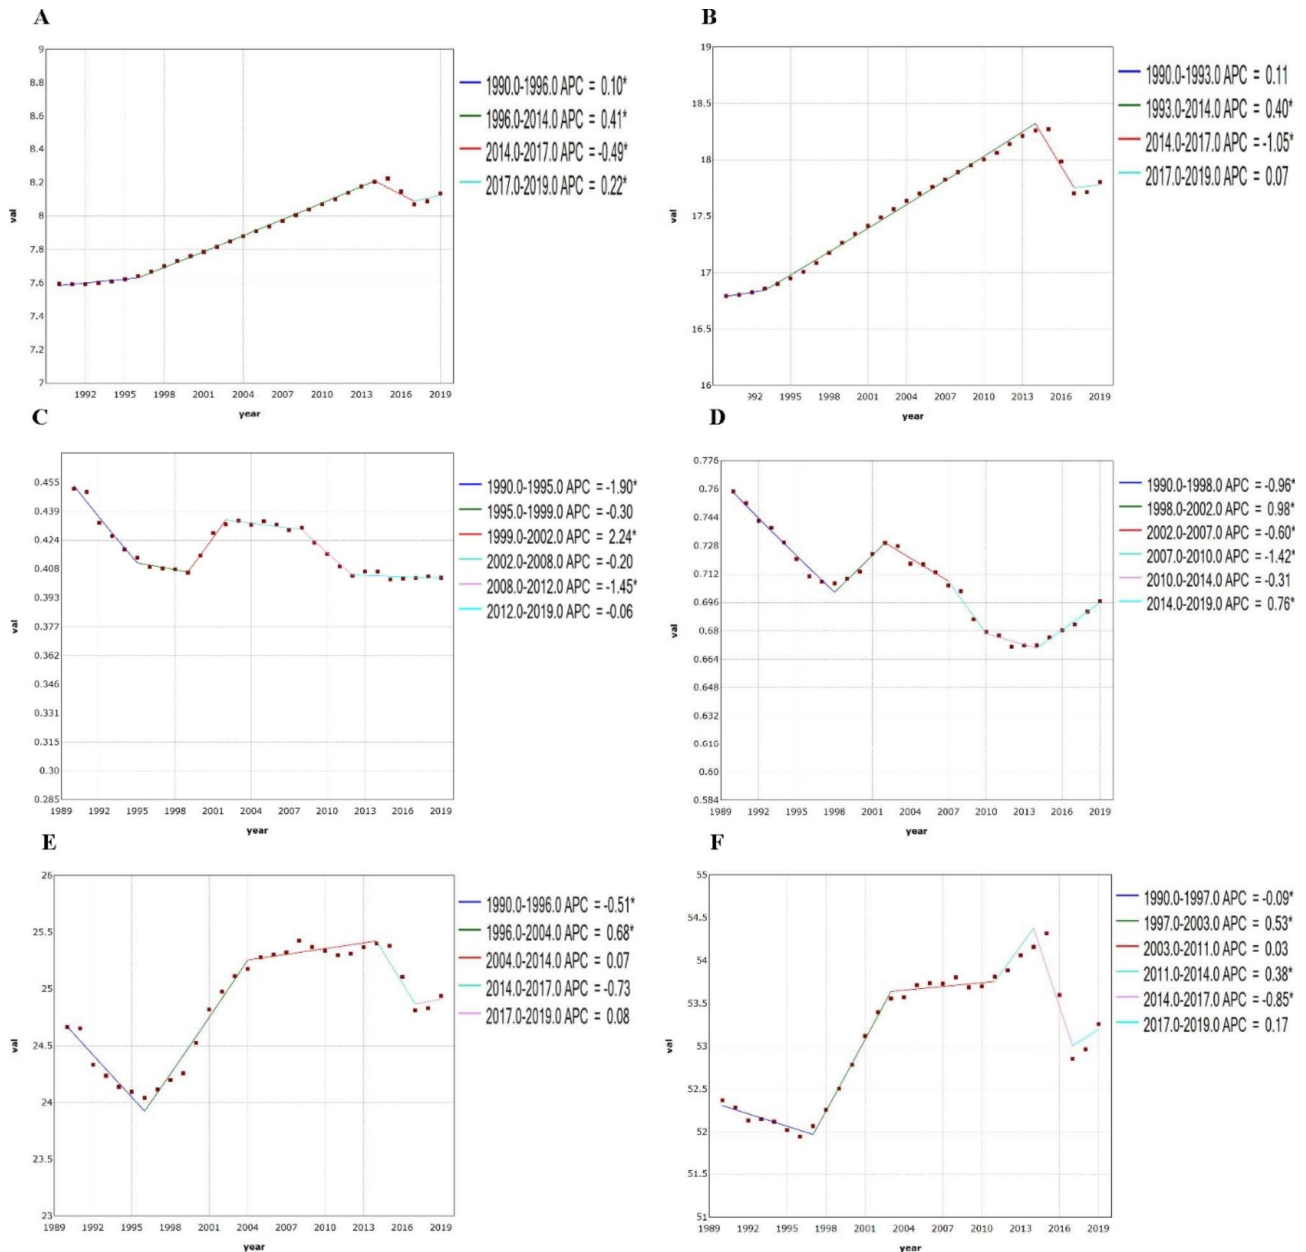 A
9
8.8
8.6
8.4
8.2
8
7.8
7.6
7.4
7.2
7
val
1992 1995 1998 2001 2004 2007 2010 2013 2016 2019
year
1990.0-1996.0 APC = 0.10*
1996.0-2014.0 APC = 0.41*
2014.0-2017.0 APC = -0.49*
2017.0-2019.0 APC = 0.22*
B
19
18.5
18
17.5
17
16.5
16
val
992 1995 1998 2001 2004 2007 2010 2013 2016 2019
year
1990.0-1993.0 APC = 0.11
1993.0-2014.0 APC = 0.40*
2014.0-2017.0 APC = -1.05*
2017.0-2019.0 APC = 0.07
C
0.455
0.439
0.424
0.408
0.393
0.377
0.362
0.346
0.331
0.315
0.30
0.285
val
1989 1992 1995 1998 2001 2004 2007 2010 2013 2016 2019
year
1990.0-1995.0 APC = -1.90*
1995.0-1999.0 APC = -0.30
1999.0-2002.0 APC = 2.24*
2002.0-2008.0 APC = -0.20
2008.0-2012.0 APC = -1.45*
2012.0-2019.0 APC = -0.06
D
0.776
0.76
0.744
0.728
0.712
0.696
0.68
0.664
0.648
0.632
0.616
0.60
0.584
val
1989 1992 1995 1998 2001 2004 2007 2010 2013 2016 2019
year
1990.0-1998.0 APC = -0.96*
1998.0-2002.0 APC = 0.98*
2002.0-2007.0 APC = -0.60*
2007.0-2010.0 APC = -1.42*
2010.0-2014.0 APC = -0.31
2014.0-2019.0 APC = 0.76*
E
26
25.5
25
24.5
24
23.5
23
val
1989 1992 1995 1998 2001 2004 2007 2010 2013 2016 2019
year
1990.0-1996.0 APC = -0.51*
1996.0-2004.0 APC = 0.68*
2004.0-2014.0 APC = 0.07
2014.0-2017.0 APC = -0.73
2017.0-2019.0 APC = 0.08
F
55
54.5
54
53.5
53
52.5
52
51.5
51
val
1989 1992 1995 1998 2001 2004 2007 2010 2013 2016 2019
year
1990.0-1997.0 APC = -0.09*
1997.0-2003.0 APC = 0.53*
2003.0-2011.0 APC = 0.03
2011.0-2014.0 APC = 0.38*
2014.0-2017.0 APC = -0.85*
2017.0-2019.0 APC = 0.17